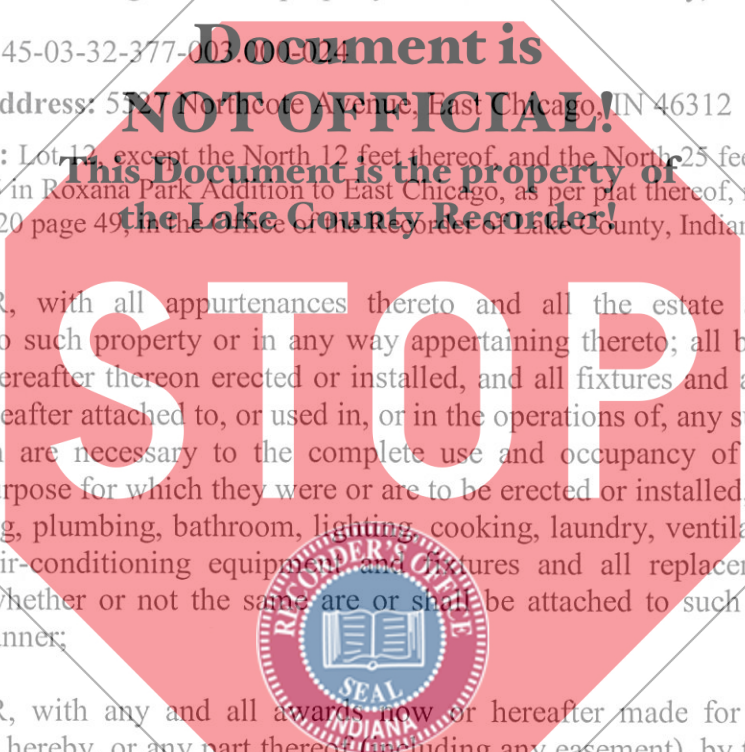 45-03-32-377-003.000-024
Document is
ddress: 5527 Northcote Avenue, East Chicago, IN 46312
NOT OFFICIAL!
: Lot 12, except the North 12 feet thereof, and the North 25 fee
This Document is the property of
in Roxana Park Addition to East Chicago, as per plat thereof,
the Lake County Recorder!
20 page 49, in the Office of the Recorder of Lake County, Indian
STOP
R, with all appurtenances thereto and all the estate
o such property or in any way appertaining thereto; all b
ereafter thereon erected or installed, and all fixtures and a
eafter attached to, or used in, or in the operations of, any su
are necessary to the complete use and occupancy of
urpose for which they were or are to be erected or installed
g, plumbing, bathroom, lighting, cooking, laundry, ventila
ir-conditioning equipment and fixtures and all replacem
whether or not the same are or shall be attached to such
anner;
RECORDER'S OFFICE
SEAL
INDIANA
R, with any and all awards now or hereafter made for
hereby, or any part thereof (including any easement), by